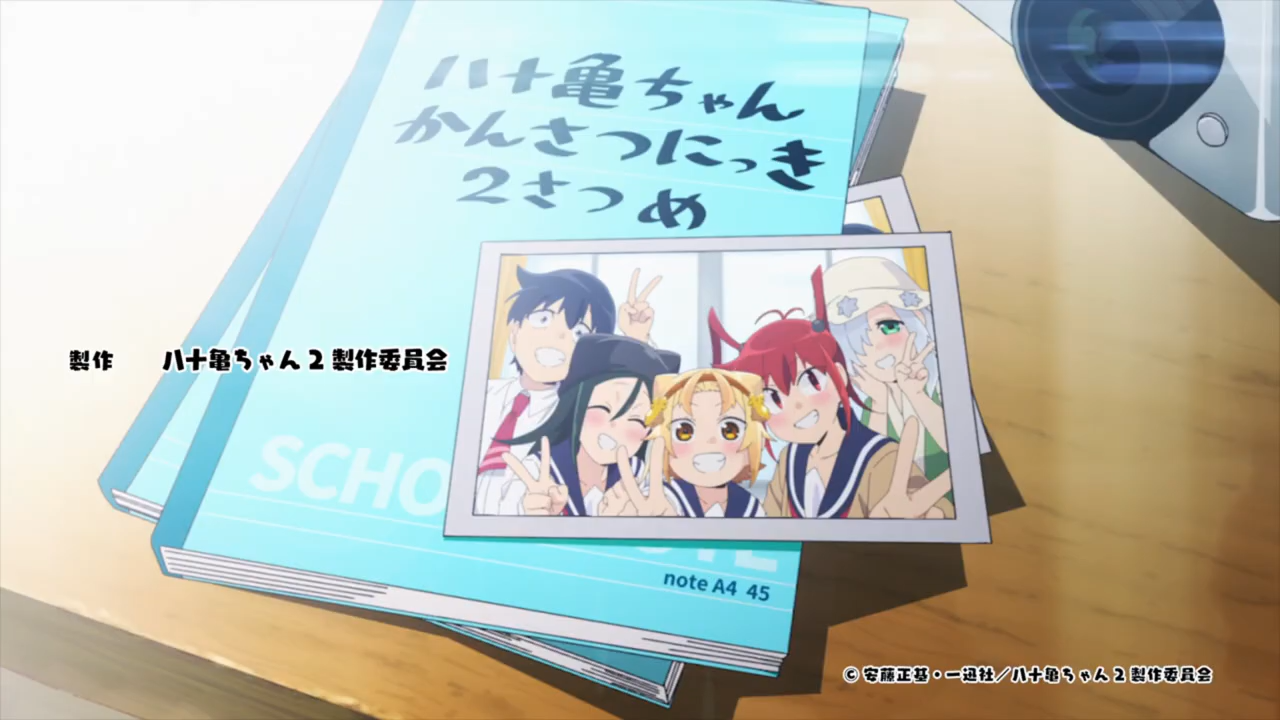 八十亀ちゃん
かんさつにっき
2さつめ
製作 八十亀ちゃん2製作委員会
SCHO
note A4 45
© 安藤正基・一迅社／八十亀ちゃん2製作委員会